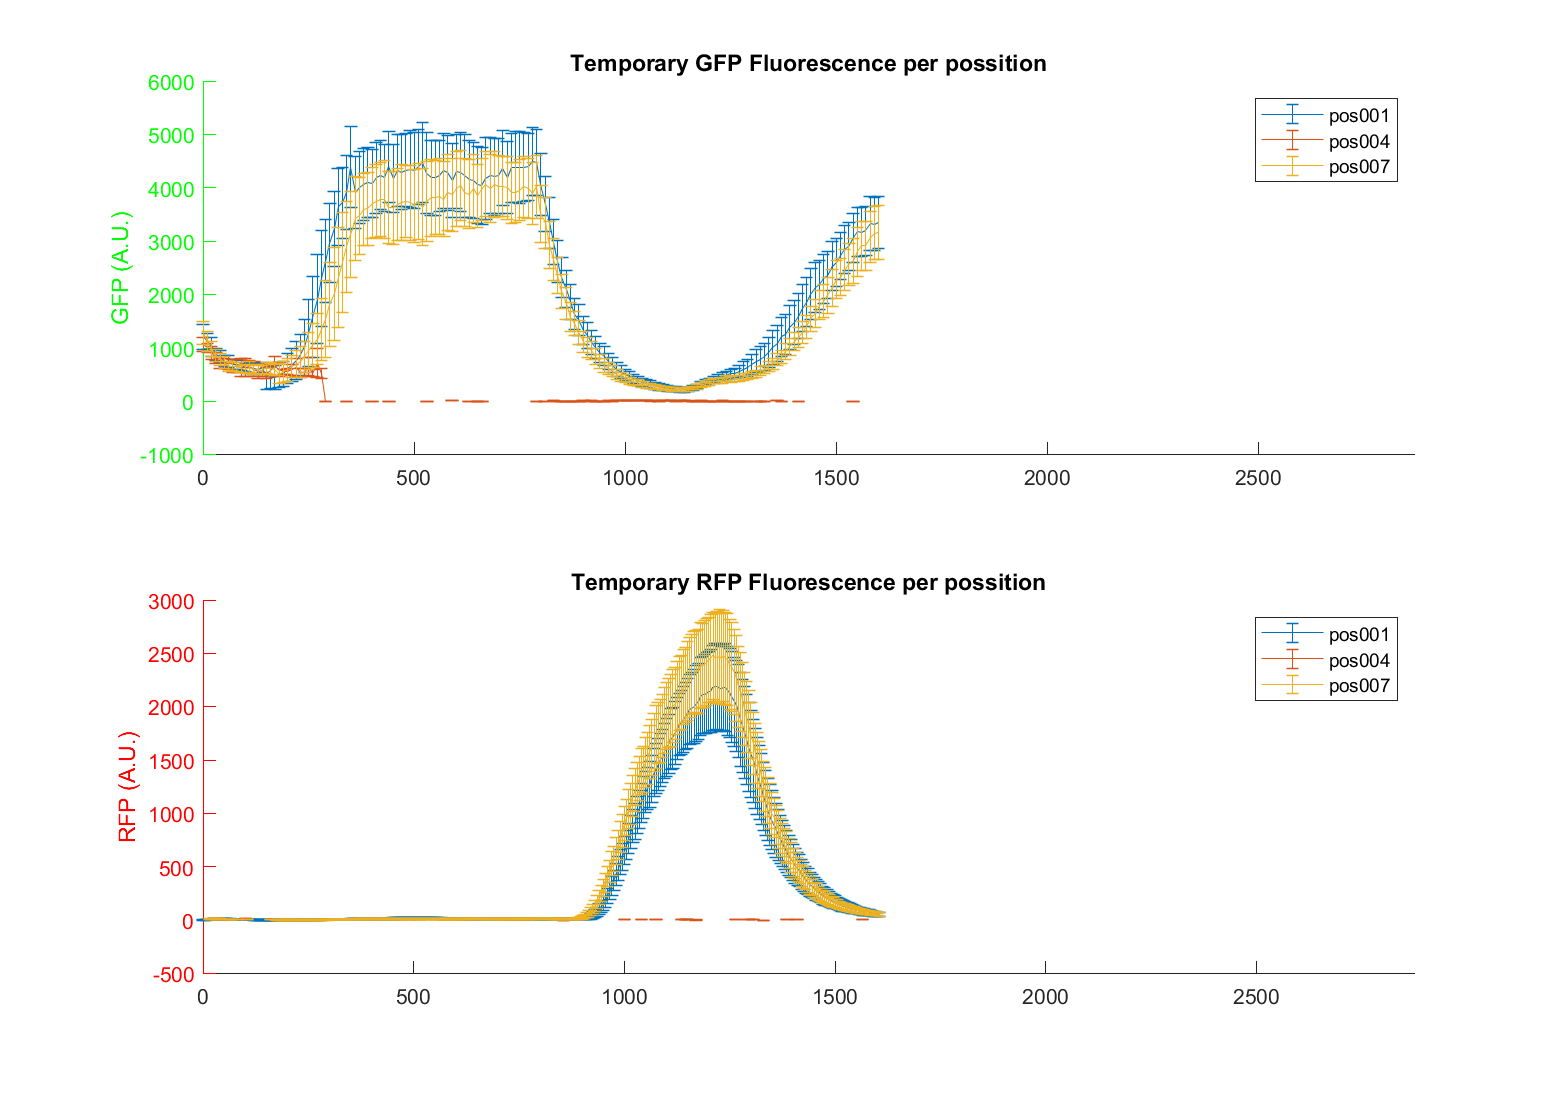 Temporary GFP Fluorescence per possition
GFP (A.U.)
6000
5000
4000
3000
2000
1000
0
-1000
0 500 1000 1500 2000 2500
pos001
pos004
pos007
Temporary RFP Fluorescence per possition
RFP (A.U.)
3000
2500
2000
1500
1000
500
0
-500
0 500 1000 1500 2000 2500
pos001
pos004
pos007